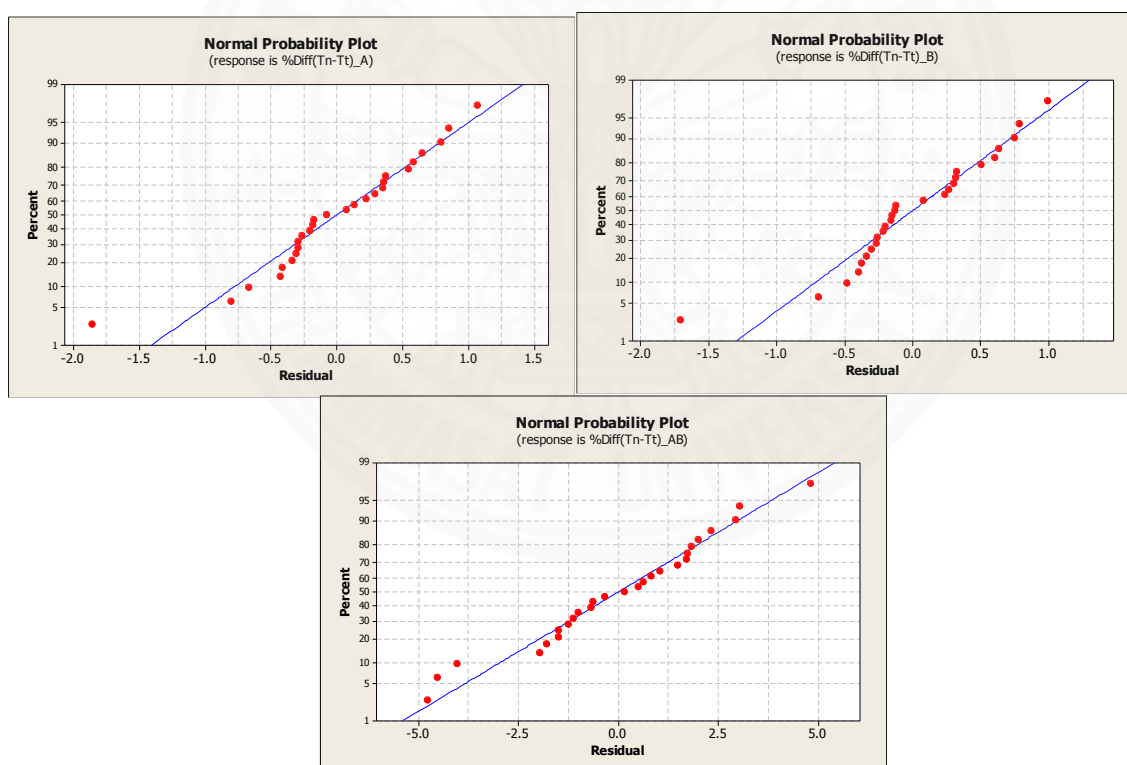 Normal Probability Plot
(response is %Diff(Tn-Tt)_A)
99
95
90
80
70
60
50
40
30
20
10
5
1
Percent
-2.0 -1.5 -1.0 -0.5 0.0 0.5 1.0 1.5
Residual
Normal Probability Plot
(response is %Diff(Tn-Tt)_B)
99
95
90
80
70
60
50
40
30
20
10
5
1
Percent
-2.0 -1.5 -1.0 -0.5 0.0 0.5 1.0
Residual
Normal Probability Plot
(response is %Diff(Tn-Tt)_AB)
99
95
90
80
70
60
50
40
30
20
10
5
1
Percent
-5.0 -2.5 0.0 2.5 5.0
Residual